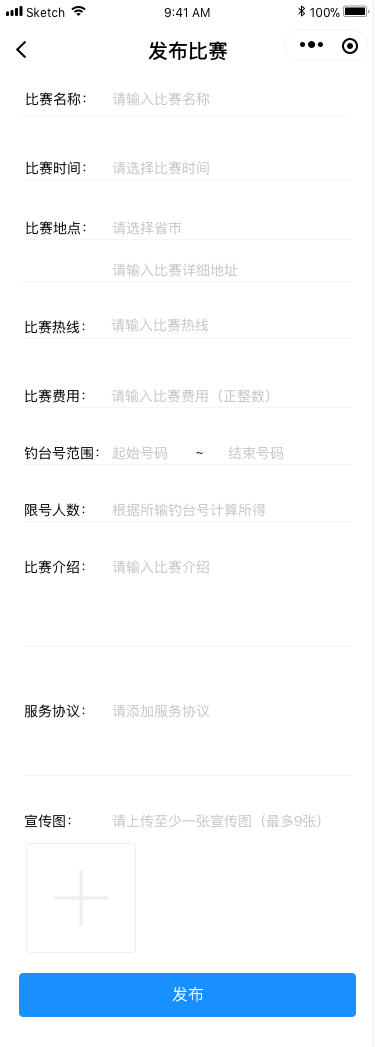 Sketch 9:41 AM 100%
发布比赛
比赛名称： 请输入比赛名称
比赛时间： 请选择比赛时间
比赛地点： 请选择省市
请输入比赛详细地址
比赛热线： 请输入比赛热线
比赛费用： 请输入比赛费用（正整数）
钓台号范围： 起始号码 ~ 结束号码
限号人数： 根据所输钓台号计算所得
比赛介绍： 请输入比赛介绍
服务协议： 请添加服务协议
宣传图： 请上传至少一张宣传图（最多9张）
发布